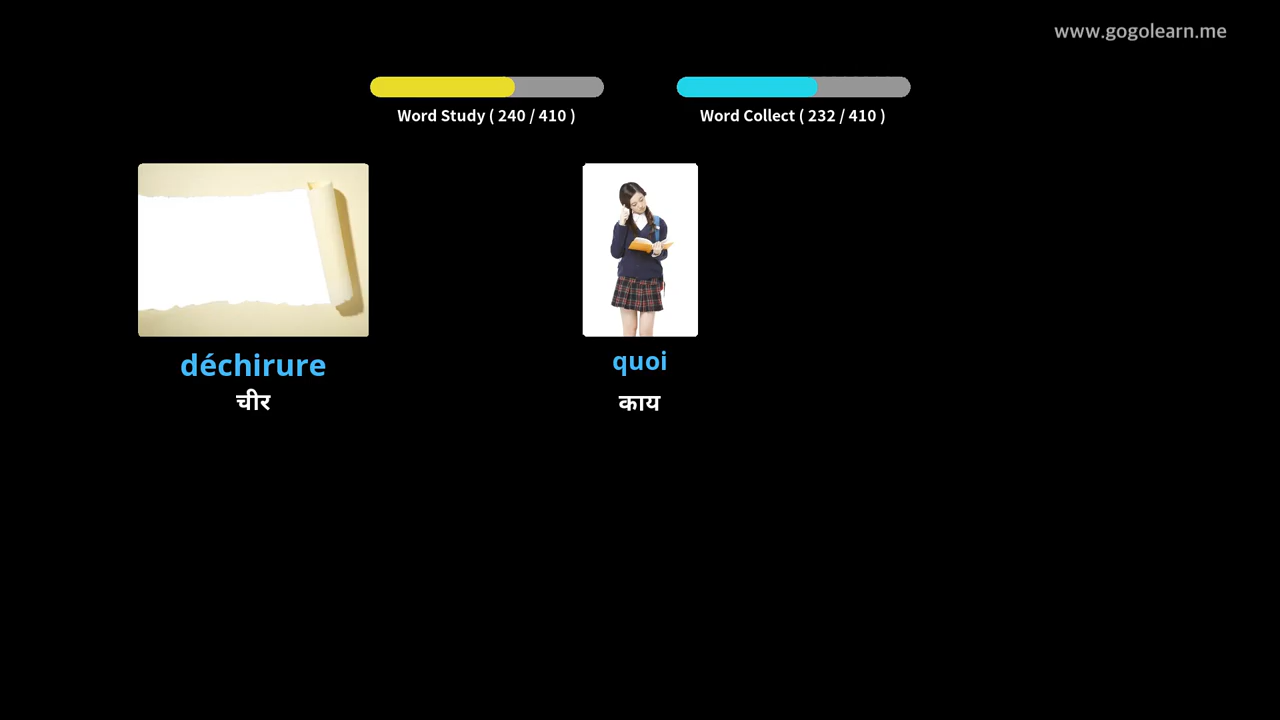 www.gogolearn.me
Word Study ( 240 / 410 )
Word Collect ( 232 / 410 )
déchirure
quoi
चीर
काय